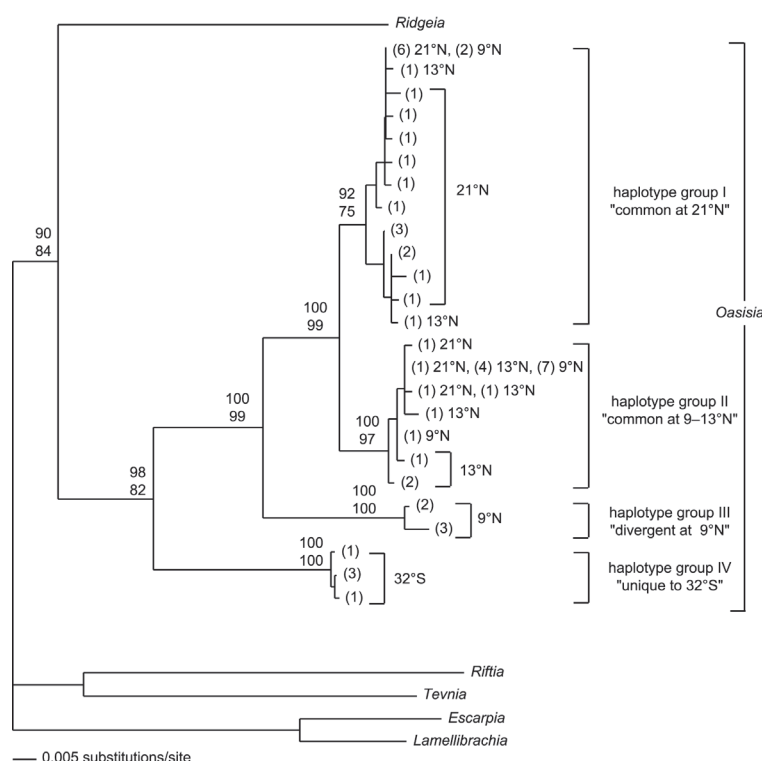 Ridgeia
(6) 21°N, (2) 9°N
(1) 13°N
(1)
(1)
(1)
(1)
(1)
(1)
21°N
92
75
(3)
(2)
(1)
(1)
(1) 13°N
haplotype group I
"common at 21°N"
90
84
100
99
Oasisia
(1) 21°N
(1) 21°N, (4) 13°N, (7) 9°N
(1) 21°N, (1) 13°N
(1) 13°N
100
97
(1) 9°N
(1)
(2)
13°N
haplotype group II
"common at 9–13°N"
100
99
98
82
100
100
(2)
(3)
9°N
haplotype group III
"divergent at 9°N"
100
100
(1)
(3)
(1)
32°S
haplotype group IV
"unique to 32°S"
Riftia
Tevnia
Escarpia
Lamellibrachia
0.005 substitutions/site